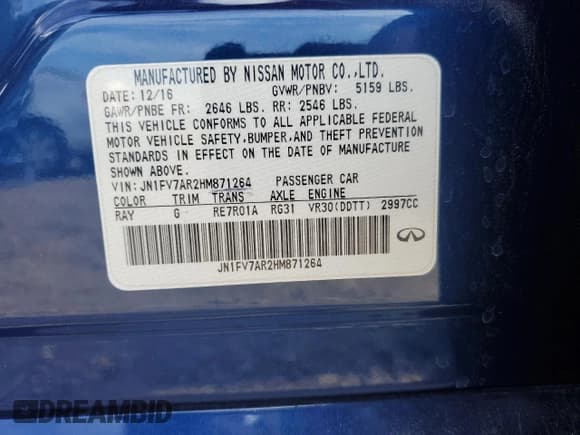 MANUFACTURED BY NISSAN MOTOR CO.,LTD.
DATE: 12/16 GVWR/PNBV: 5159 LBS.
GAWR/PNBE FR: 2646 LBS. RR: 2546 LBS.
THIS VEHICLE CONFORMS TO ALL APPLICABLE FEDERAL
MOTOR VEHICLE SAFETY,BUMPER,AND THEFT PREVENTION
STANDARDS IN EFFECT ON THE DATE OF MANUFACTURE
SHOWN ABOVE.
VIN: JN1FV7AR2HM871264 PASSENGER CAR
COLOR TRIM TRANS AXLE ENGINE
RAY G RE7R01A RG31 VR30(DDTT) 2997CC
JN1FV7AR2HM871264
DREAMBID